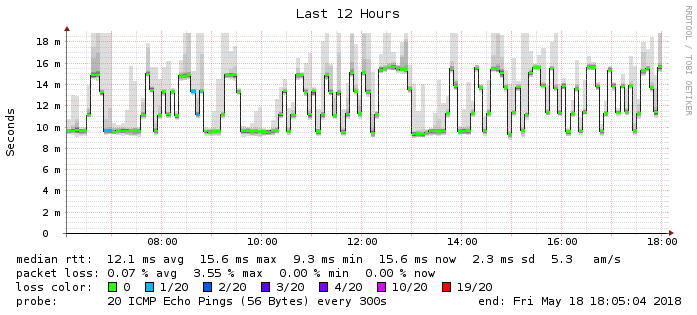 Last 12 Hours
RRDTOOL / TOBI OETIKER
Seconds
18 m
16 m
14 m
12 m
10 m
8 m
6 m
4 m
2 m
0
08:00 10:00 12:00 14:00 16:00 18:00
median rtt: 12.1 ms avg 15.6 ms max 9.3 ms min 15.6 ms now 2.3 ms sd 5.3 am/s
packet loss: 0.07 % avg 3.55 % max 0.00 % min 0.00 % now
loss color: 0 1/20 2/20 3/20 4/20 10/20 19/20
probe: 20 ICMP Echo Pings (56 Bytes) every 300s end: Fri May 18 18:05:04 2018